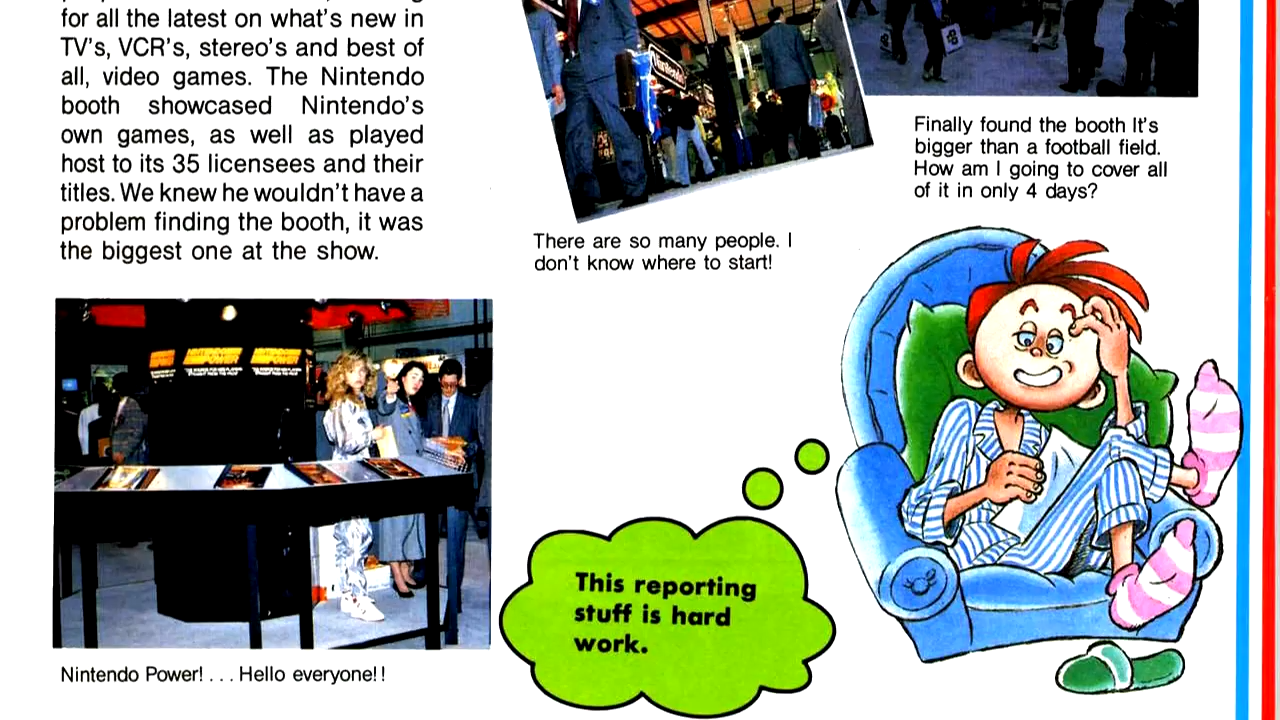 for all the latest on what's new in
TV's, VCR's, stereo's and best of
all, video games. The Nintendo
booth showcased Nintendo's
own games, as well as played
host to its 35 licensees and their
titles. We knew he wouldn't have a
problem finding the booth, it was
the biggest one at the show.
Nintendo
There are so many people. I
don't know where to start!
Finally found the booth It's
bigger than a football field.
How am I going to cover all
of it in only 4 days?
Nintendo Power! . . . Hello everyone!!
This reporting
stuff is hard
work.